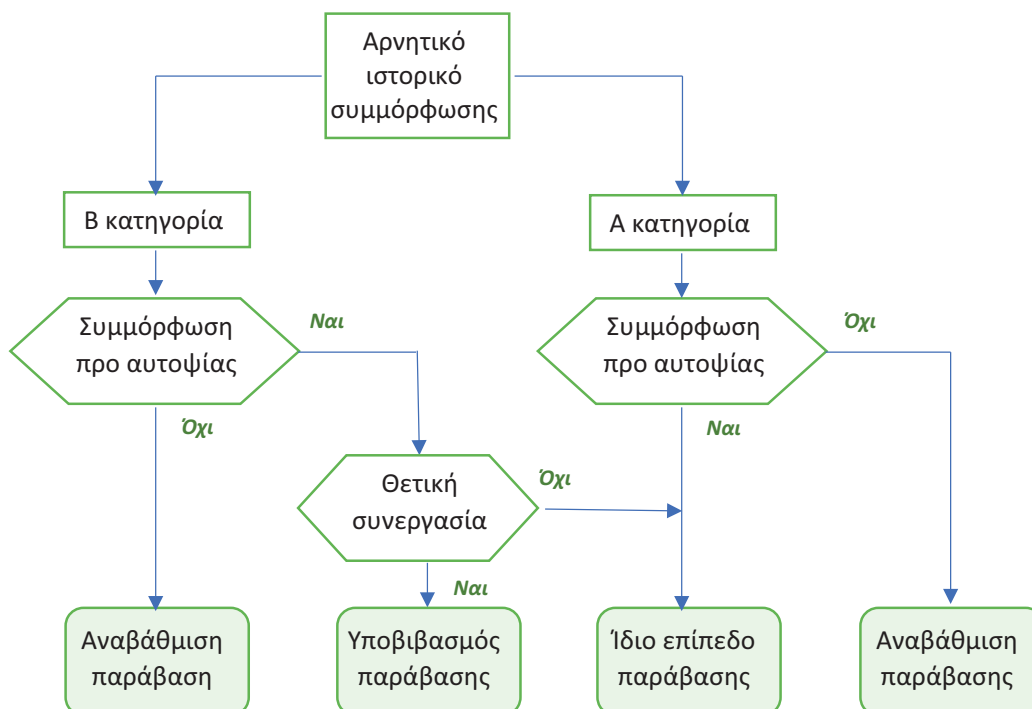 Αρνητικό
ιστορικό
συμμόρφωσης
Β κατηγορία
Α κατηγορία
Συμμόρφωση
προ αυτοψίας
Ναι
Συμμόρφωση
προ αυτοψίας
Όχι
Όχι
Ναι
Θετική
συνεργασία
Όχι
Ναι
Αναβάθμιση
παράβαση
Υποβιβασμός
παράβασης
Ίδιο επίπεδο
παράβασης
Αναβάθμιση
παράβασης